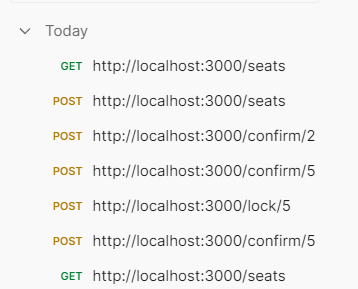 Today
GET http://localhost:3000/seats
POST http://localhost:3000/seats
POST http://localhost:3000/confirm/2
POST http://localhost:3000/confirm/5
POST http://localhost:3000/lock/5
POST http://localhost:3000/confirm/5
GET http://localhost:3000/seats